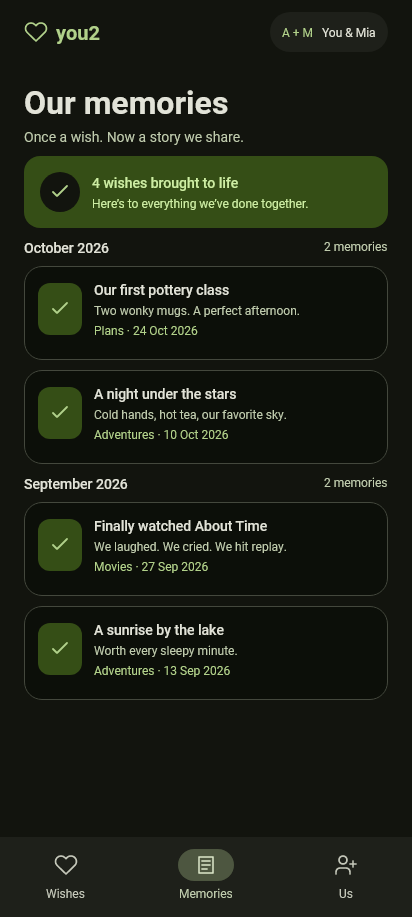 you2
A + M You & Mia
Our memories
Once a wish. Now a story we share.
4 wishes brought to life
Here's to everything we've done together.
October 2026
2 memories
Our first pottery class
Two wonky mugs. A perfect afternoon.
Plans · 24 Oct 2026
A night under the stars
Cold hands, hot tea, our favorite sky.
Adventures · 10 Oct 2026
September 2026
2 memories
Finally watched About Time
We laughed. We cried. We hit replay.
Movies · 27 Sep 2026
A sunrise by the lake
Worth every sleepy minute.
Adventures · 13 Sep 2026
Wishes
Memories
Us